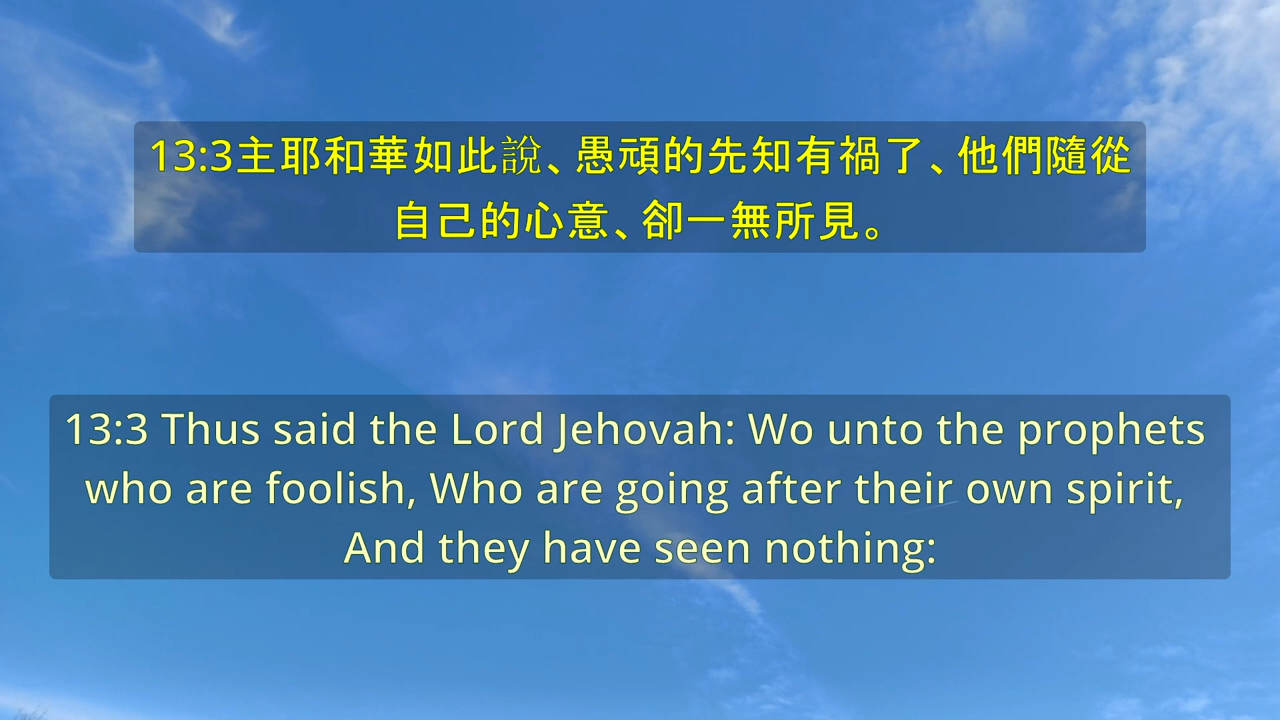 13:3主耶和華如此說、愚頑的先知有禍了、他們隨從
自己的心意、卻一無所見。
13:3 Thus said the Lord Jehovah: Wo unto the prophets
who are foolish, Who are going after their own spirit,
And they have seen nothing: